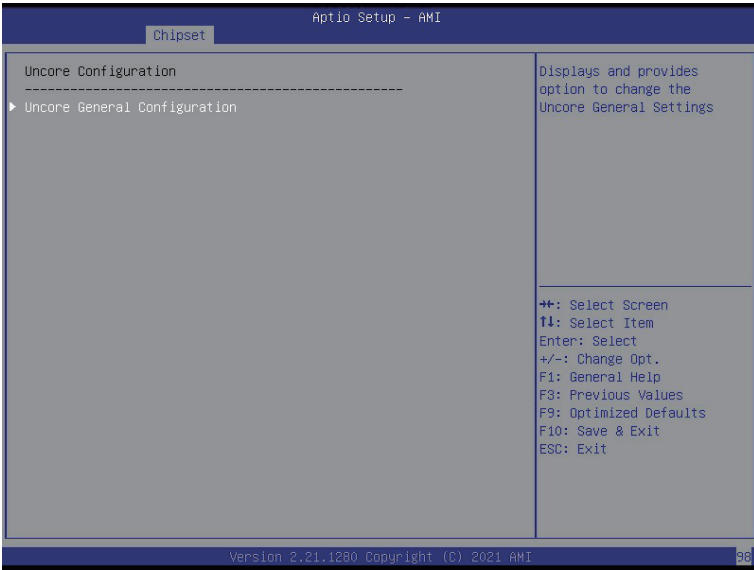 Aptio Setup – AMI
Chipset
Uncore Configuration
--------------------------------------------------
Uncore General Configuration
Displays and provides
option to change the
Uncore General Settings
→←: Select Screen
↑↓: Select Item
Enter: Select
+/-: Change Opt.
F1: General Help
F3: Previous Values
F9: Optimized Defaults
F10: Save & Exit
ESC: Exit
Version 2.21.1280 Copyright (C) 2021 AMI
98